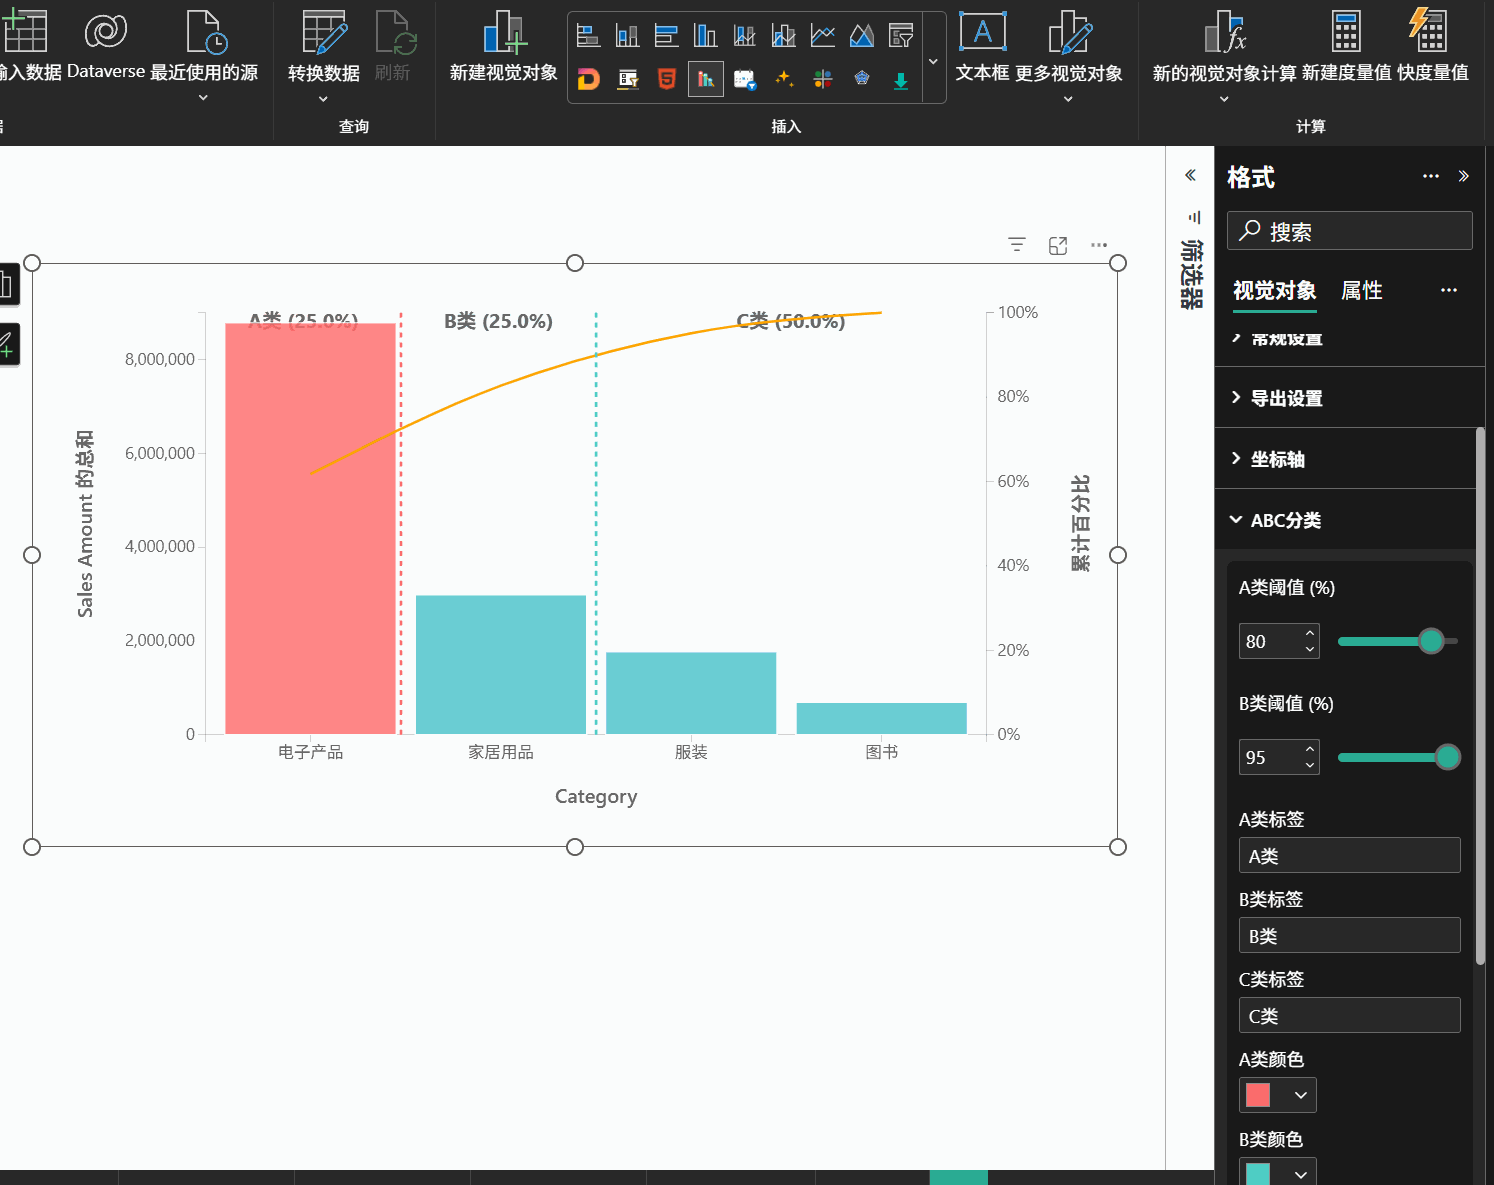 输入数据 Dataverse 最近使用的源 转换数据 刷新 新建视觉对象 文本框 更多视觉对象 新的视觉对象计算 新建度量值 快度量值
查询 插入 计算
格式
搜索
视觉对象 属性
筛选器
常规设置
导出设置
坐标轴
ABC分类
A类阈值 (%)
80
B类阈值 (%)
95
A类标签
A类
B类标签
B类
C类标签
C类
A类颜色
B类颜色
A类 (25.0%) B类 (25.0%) C类 (50.0%)
8,000,000
6,000,000
4,000,000
2,000,000
0
100%
80%
60%
40%
20%
0%
Sales Amount 的总和
累计百分比
电子产品 家居用品 服装 图书
Category